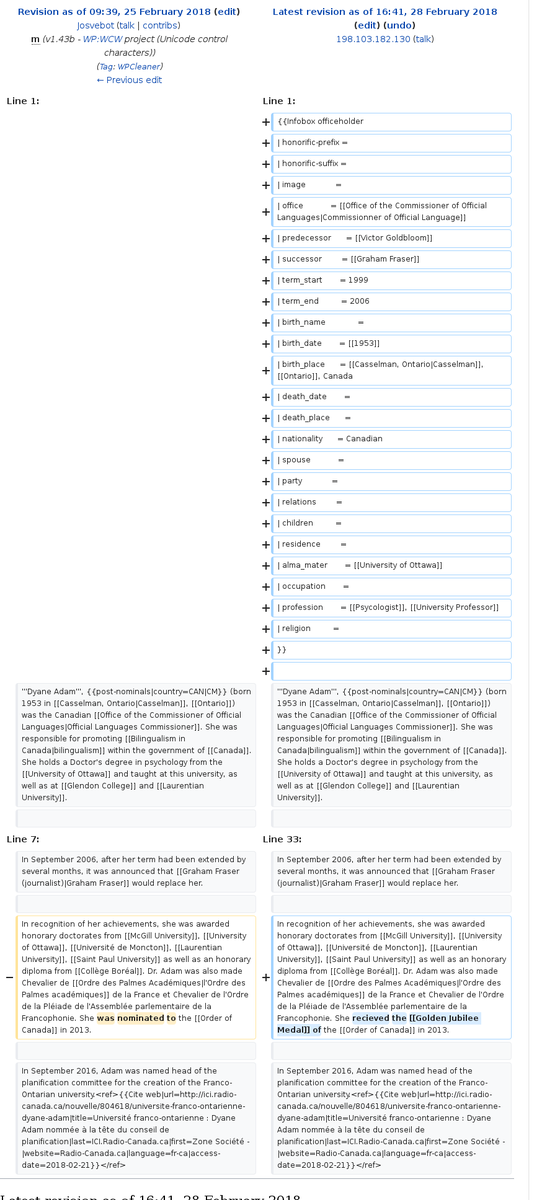 Revision as of 09:39, 25 February 2018 (edit)
Josvebot (talk | contribs)
m (v1.43b - WP:WCW project (Unicode control
characters))
(Tag: WPCleaner)
← Previous edit
Latest revision as of 16:41, 28 February 2018
(edit) (undo)
198.103.182.130 (talk)
Line 1:
Line 1:
+ {{Infobox officeholder
+ | honorific-prefix =
+ | honorific-suffix =
+ | image =
+ | office = [[Office of the Commissioner of Official
Languages|Commissionner of Official Language]]
+ | predecessor = [[Victor Goldbloom]]
+ | successor = [[Graham Fraser]]
+ | term_start = 1999
+ | term_end = 2006
+ | birth_name =
+ | birth_date = [[1953]]
+ | birth_place = [[Casselman, Ontario|Casselman]],
[[Ontario]], Canada
+ | death_date =
+ | death_place =
+ | nationality = Canadian
+ | spouse =
+ | party =
+ | relations =
+ | children =
+ | residence =
+ | alma_mater = [[University of Ottawa]]
+ | occupation =
+ | profession = [[Psycologist]], [[University Professor]]
+ | religion =
+ }}
+
'''Dyane Adam''', {{post-nominals|country=CAN|CM}} (born
1953 in [[Casselman, Ontario|Casselman]], [[Ontario]])
was the Canadian [[Office of the Commissioner of Official
Languages|Official Languages Commissioner]]. She was
responsible for promoting [[Bilingualism in
Canada|bilingualism]] within the government of [[Canada]].
She holds a Doctor's degree in psychology from the
[[University of Ottawa]] and taught at this university, as
well as at [[Glendon College]] and [[Laurentian
University]].
'''Dyane Adam''', {{post-nominals|country=CAN|CM}} (born
1953 in [[Casselman, Ontario|Casselman]], [[Ontario]])
was the Canadian [[Office of the Commissioner of Official
Languages|Official Languages Commissioner]]. She was
responsible for promoting [[Bilingualism in
Canada|bilingualism]] within the government of [[Canada]].
She holds a Doctor's degree in psychology from the
[[University of Ottawa]] and taught at this university, as
well as at [[Glendon College]] and [[Laurentian
University]].
Line 7:
Line 33:
In September 2006, after her term had been extended by
several months, it was announced that [[Graham Fraser
(journalist)|Graham Fraser]] would replace her.
In September 2006, after her term had been extended by
several months, it was announced that [[Graham Fraser
(journalist)|Graham Fraser]] would replace her.
− In recognition of her achievements, she was awarded
honorary doctorates from [[McGill University]], [[University
of Ottawa]], [[Université de Moncton]], [[Laurentian
University]], [[Saint Paul University]] as well as an honorary
diploma from [[Collège Boréal]]. Dr. Adam was also made
Chevalier de [[Ordre des Palmes Académiques|l'Ordre des
Palmes académiques]] de la France et Chevalier de l'Ordre
de la Pléiade de l'Assemblée parlementaire de la
Francophonie. She was nominated to the [[Order of
Canada]] in 2013.
+ In recognition of her achievements, she was awarded
honorary doctorates from [[McGill University]], [[University
of Ottawa]], [[Université de Moncton]], [[Laurentian
University]], [[Saint Paul University]] as well as an honorary
diploma from [[Collège Boréal]]. Dr. Adam was also made
Chevalier de [[Ordre des Palmes Académiques|l'Ordre des
Palmes académiques]] de la France et Chevalier de l'Ordre
de la Pléiade de l'Assemblée parlementaire de la
Francophonie. She recieved the [[Golden Jubilee
Medal]] of the [[Order of Canada]] in 2013.
In September 2016, Adam was named head of the
planification committee for the creation of the Franco-
Ontarian university.<ref>{{Cite web|url=http://ici.radio-
canada.ca/nouvelle/804618/universite-franco-ontarienne-
dyane-adam|title=Université franco-ontarienne : Dyane
Adam nommée à la tête du conseil de
planification|last=ICI.Radio-Canada.ca|first=Zone Société -
|website=Radio-Canada.ca|language=fr-ca|access-
date=2018-02-21}}</ref>
In September 2016, Adam was named head of the
planification committee for the creation of the Franco-
Ontarian university.<ref>{{Cite web|url=http://ici.radio-
canada.ca/nouvelle/804618/universite-franco-ontarienne-
dyane-adam|title=Université franco-ontarienne : Dyane
Adam nommée à la tête du conseil de
planification|last=ICI.Radio-Canada.ca|first=Zone Société -
|website=Radio-Canada.ca|language=fr-ca|access-
date=2018-02-21}}</ref>
Latest revision as of 16:41, 28 February 2018